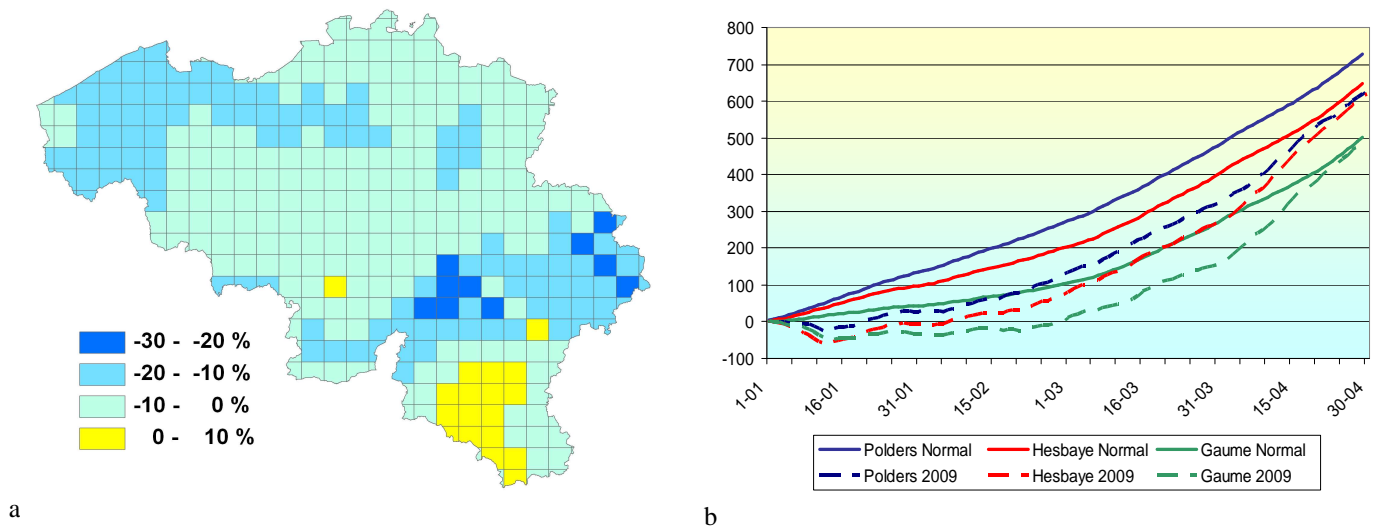 -30 - -20 %
-20 - -10 %
-10 - 0 %
0 - 10 %
a
800
700
600
500
400
300
200
100
0
-100
1-01
16-01
31-01
15-02
1-03
16-03
31-03
15-04
30-04
Polders Normal
Hesbaye Normal
Gaume Normal
Polders 2009
Hesbaye 2009
Gaume 2009
b